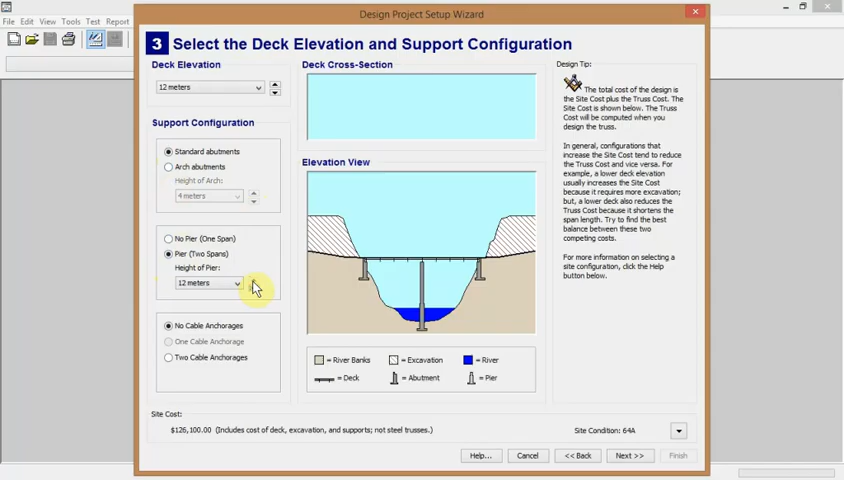 Design Project Setup Wizard
File Edit View Tools Test Report
3 Select the Deck Elevation and Support Configuration
Deck Elevation
12 meters
Support Configuration
Standard abutments
Arch abutments
Height of Arch:
4 meters
No Pier (One Span)
Pier (Two Spans)
Height of Pier:
12 meters
No Cable Anchorages
One Cable Anchorage
Two Cable Anchorages
Deck Cross-Section
Elevation View
= River Banks
= Excavation
= River
= Deck
= Abutment
= Pier
Design Tip:
The total cost of the design is
the Site Cost plus the Truss Cost. The
Site Cost is shown below. The Truss
Cost will be computed when you
design the truss.
In general, configurations that
increase the Site Cost tend to reduce
the Truss Cost and vice versa. For
example, a lower deck elevation
usually increases the Site Cost
because it requires more excavation;
but, a lower deck also reduces the
Truss Cost because it shortens the
span length. Try to find the best
balance between these two
competing costs.
For more information on selecting a
site configuration, click the Help
button below.
Site Cost:
$126,100.00 (Includes cost of deck, excavation, and supports; not steel trusses.)
Site Condition: 64A
Help...
Cancel
<< Back
Next >>
Finish